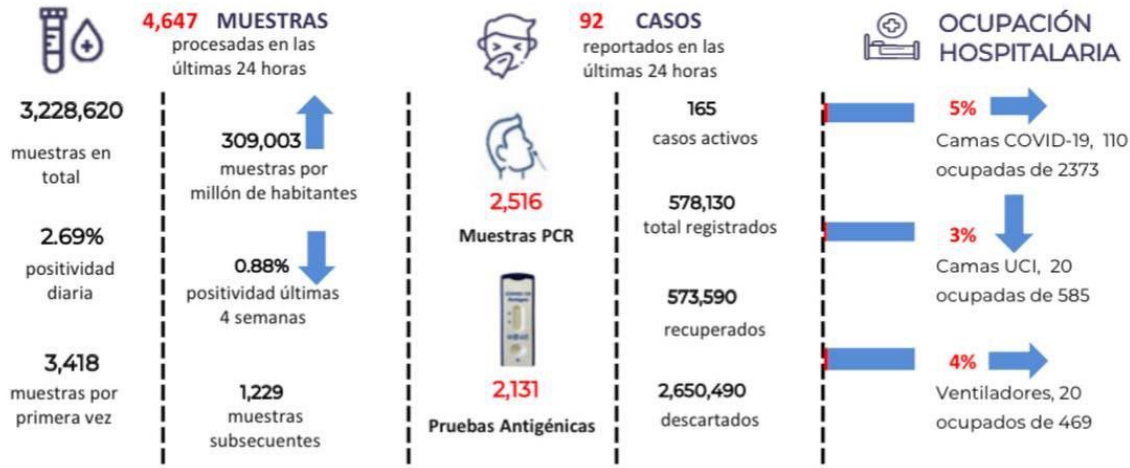 4,647 MUESTRAS
procesadas en las
últimas 24 horas
3,228,620
muestras en
total
2.69%
positividad
diaria
3,418
muestras por
primera vez
309,003
muestras por
millón de habitantes
0.88%
positividad últimas
4 semanas
1,229
muestras
subsecuentes
92 CASOS
reportados en las
últimas 24 horas
2,516
Muestras PCR
2,131
Pruebas Antigénicas
165
casos activos
578,130
total registrados
573,590
recuperados
2,650,490
descartados
OCUPACIÓN
HOSPITALARIA
5%
Camas COVID-19, 110
ocupadas de 2373
3%
Camas UCI, 20
ocupadas de 585
4%
Ventiladores, 20
ocupados de 469